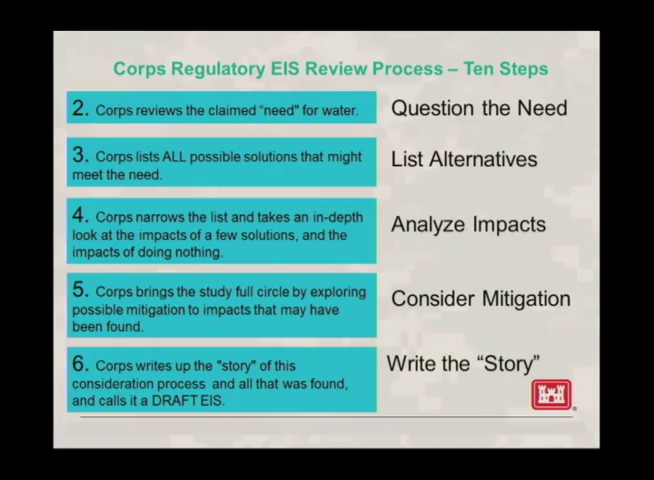 Corps Regulatory EIS Review Process – Ten Steps
2. Corps reviews the claimed "need" for water.
Question the Need
3. Corps lists ALL possible solutions that might
meet the need.
List Alternatives
4. Corps narrows the list and takes an in-depth
look at the impacts of a few solutions, and the
impacts of doing nothing.
Analyze Impacts
5. Corps brings the study full circle by exploring
possible mitigation to impacts that may have
been found.
Consider Mitigation
6. Corps writes up the "story" of this
consideration process and all that was found,
and calls it a DRAFT EIS.
Write the “Story”
®